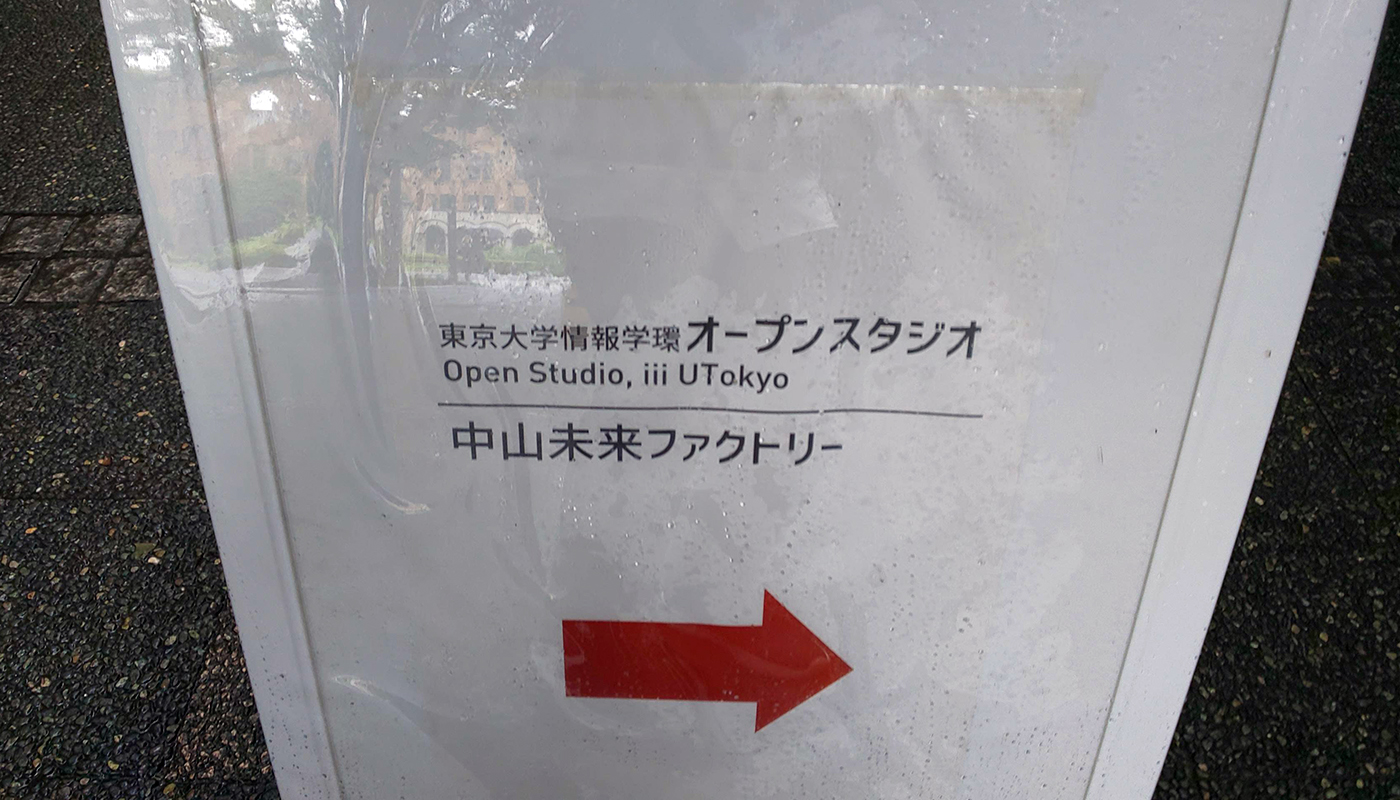 東京大学情報学環 オープンスタジオ
Open Studio, iii UTokyo
中山未来ファクトリー